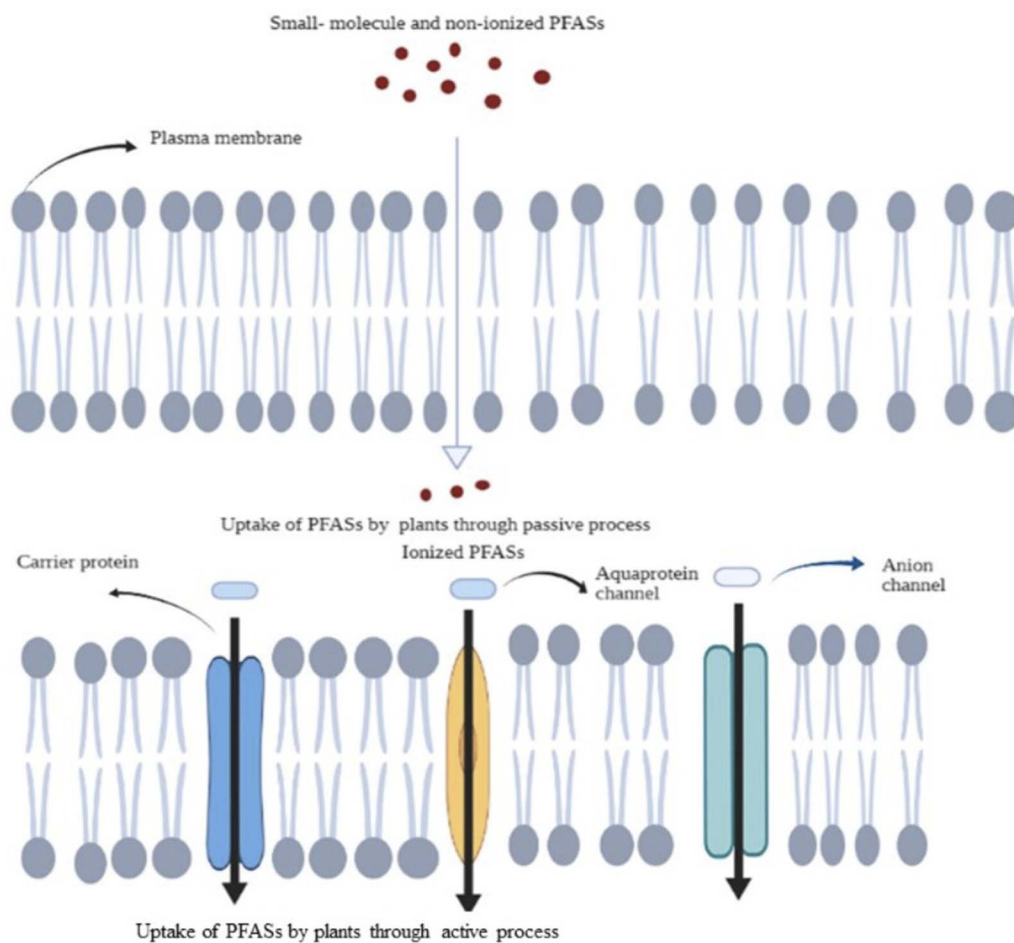 Small- molecule and non-ionized PFASs
Plasma membrane
Uptake of PFASs by plants through passive process
Ionized PFASs
Carrier protein
Aquaprotein
channel
Anion
channel
Uptake of PFASs by plants through active process